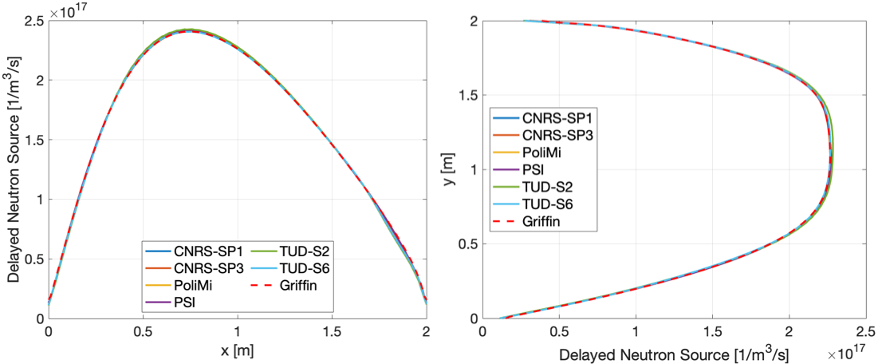 ×10^17
2.5
2
1.5
1
0.5
0
Delayed Neutron Source [1/m^3/s]
CNRS-SP1
CNRS-SP3
PoliMi
PSI
TUD-S2
TUD-S6
Griffin
0
0.5
1
1.5
2
x [m]
2
1.5
1
0.5
0
y [m]
CNRS-SP1
CNRS-SP3
PoliMi
PSI
TUD-S2
TUD-S6
Griffin
0
0.5
1
1.5
2
2.5
Delayed Neutron Source [1/m^3/s]
×10^17